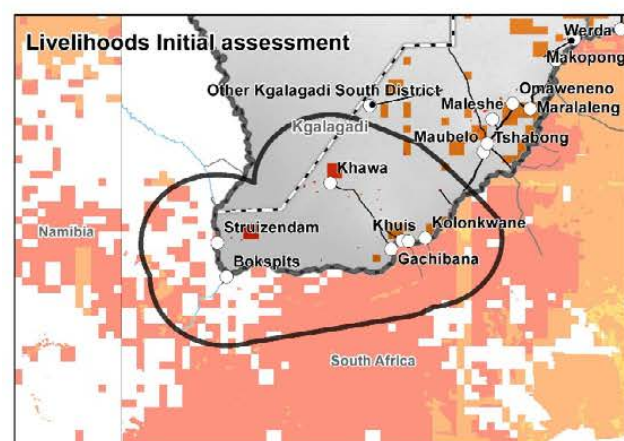 Livelihoods Initial assessment
Werda
Makopong
Other Kgalagadi South District
Omaweneno
Maleshe
Maralaleng
Kgalagadi
Maubelo
Tshabong
Khawa
Namibia
Struizendam
Khuis
Kolonkwane
Bokspits
Gachibana
South Africa